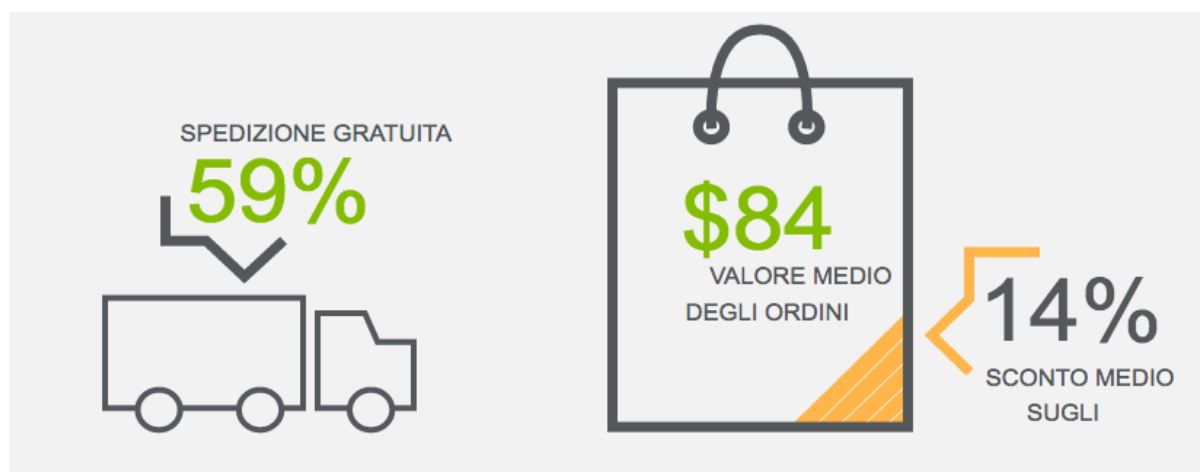 SPEDIZIONE GRATUITA
59%
$84
VALORE MEDIO
DEGLI ORDINI
14%
SCONTO MEDIO
SUGLI